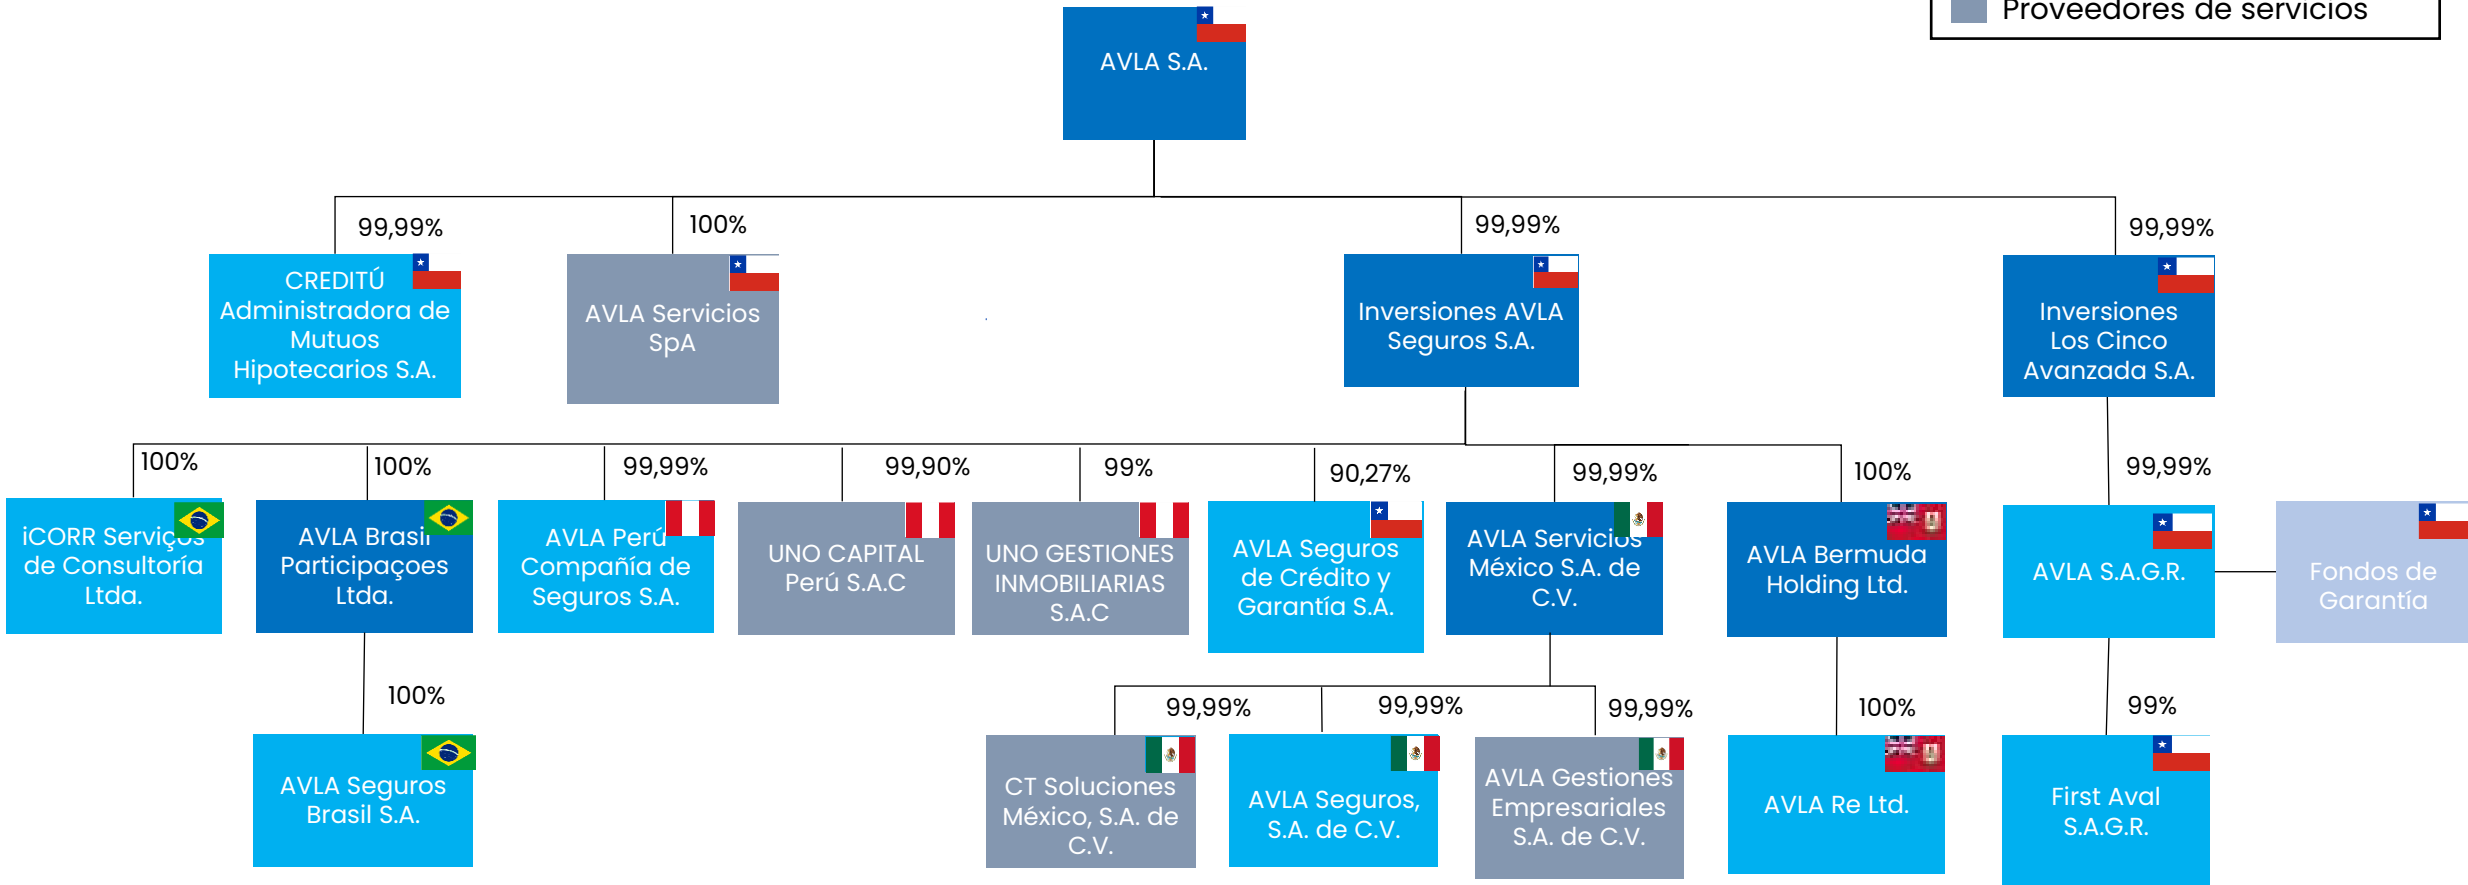 Proveedores de servicios
AVLA S.A.
99,99%
100%
99,99%
99,99%
CREDITÚ
Administradora de
Mutuos
Hipotecarios S.A.
AVLA Servicios
SpA
Inversiones AVLA
Seguros S.A.
Inversiones
Los Cinco
Avanzada S.A.
100%
100%
99,99%
99,90%
99%
90,27%
99,99%
100%
99,99%
iCORR Serviços
de Consultoría
Ltda.
AVLA Brasil
Participaçoes
Ltda.
AVLA Perú
Compañía de
Seguros S.A.
UNO CAPITAL
Perú S.A.C
UNO GESTIONES
INMOBILIARIAS
S.A.C
AVLA Seguros
de Crédito y
Garantía S.A.
AVLA Servicios
México S.A. de
C.V.
AVLA Bermuda
Holding Ltd.
AVLA S.A.G.R.
Fondos de
Garantía
100%
99,99%
99,99%
99,99%
100%
99%
AVLA Seguros
Brasil S.A.
CT Soluciones
México, S.A. de
C.V.
AVLA Seguros,
S.A. de C.V.
AVLA Gestiones
Empresariales
S.A. de C.V.
AVLA Re Ltd.
First Aval
S.A.G.R.